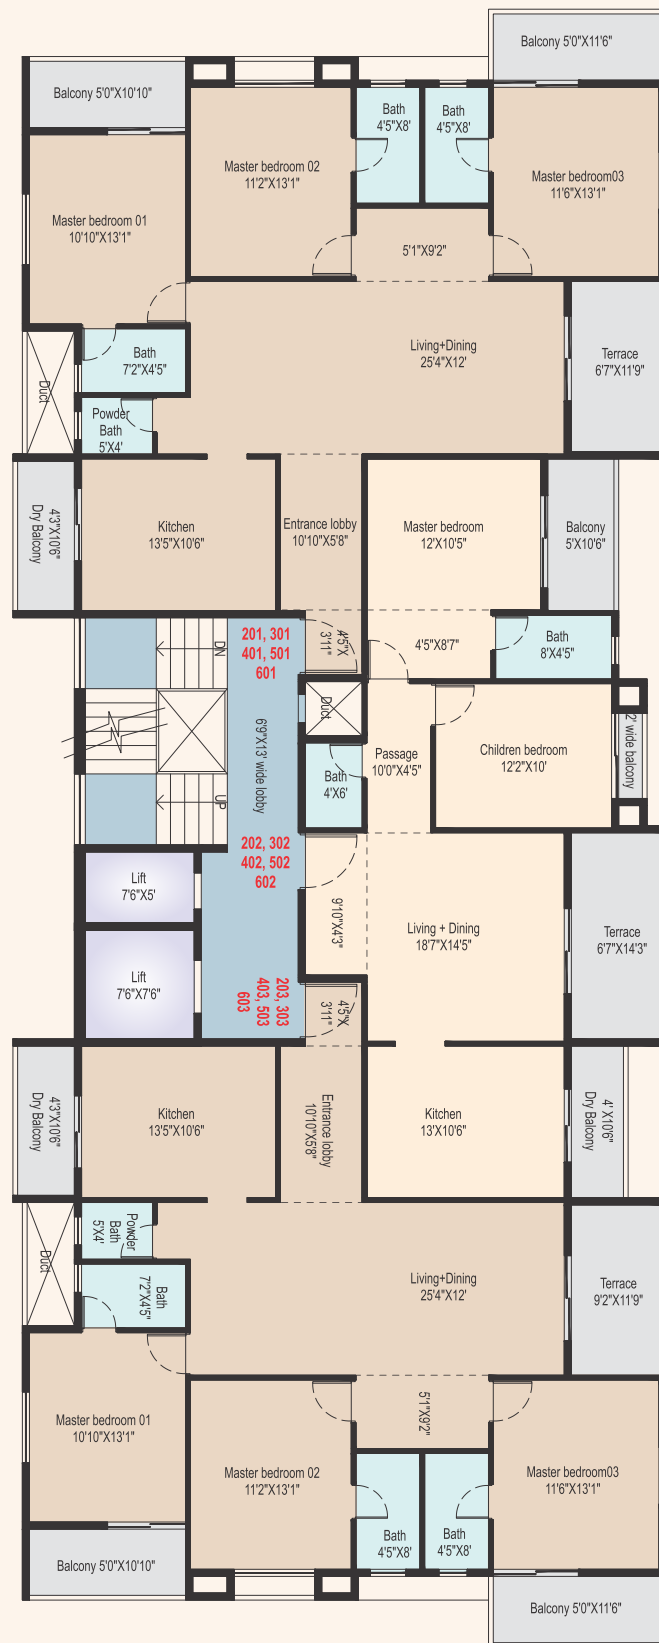 Balcony 5'0"X11'6"
Balcony 5'0"X10'10"
Bath
4'5"X8'
Bath
4'5"X8'
Master bedroom 02
11'2"X13'1"
Master bedroom03
11'6"X13'1"
Master bedroom 01
10'10"X13'1"
5'1"X9'2"
Living+Dining
25'4"X12'
Terrace
6'7"X11'9"
Bath
7'2"X4'5"
Duct
Powder
Bath
5'X4'
4'3"X10'6"
Dry Balcony
Kitchen
13'5"X10'6"
Entrance lobby
10'10"X5'8"
Master bedroom
12'X10'5"
Balcony
5'X10'6"
201, 301
401, 501
601
4'5"X
3'11"
4'5"X8'7"
Bath
8'X4'5"
DN
Duct
6'9"X13' wide lobby
Passage
10'0"X4'5"
Children bedroom
12'2"X10'
2' wide balcony
Bath
4'X6'
UP
202, 302
402, 502
602
Lift
7'6"X5'
9'10"X4'3"
Living + Dining
18'7"X14'5"
Terrace
6'7"X14'3"
Lift
7'6"X7'6"
203, 303
403, 503
603
4'5"X
3'11"
4'3"X10'6"
Dry Balcony
Kitchen
13'5"X10'6"
Entrance lobby
10'10"X5'8"
Kitchen
13'X10'6"
4' X10'6"
Dry Balcony
Powder
Bath
5'X4'
Duct
Bath
7'2"X4'5"
Living+Dining
25'4"X12'
Terrace
9'2"X11'9"
Master bedroom 01
10'10"X13'1"
5'1"X9'2"
Master bedroom 02
11'2"X13'1"
Master bedroom03
11'6"X13'1"
Bath
4'5"X8'
Bath
4'5"X8'
Balcony 5'0"X10'10"
Balcony 5'0"X11'6"